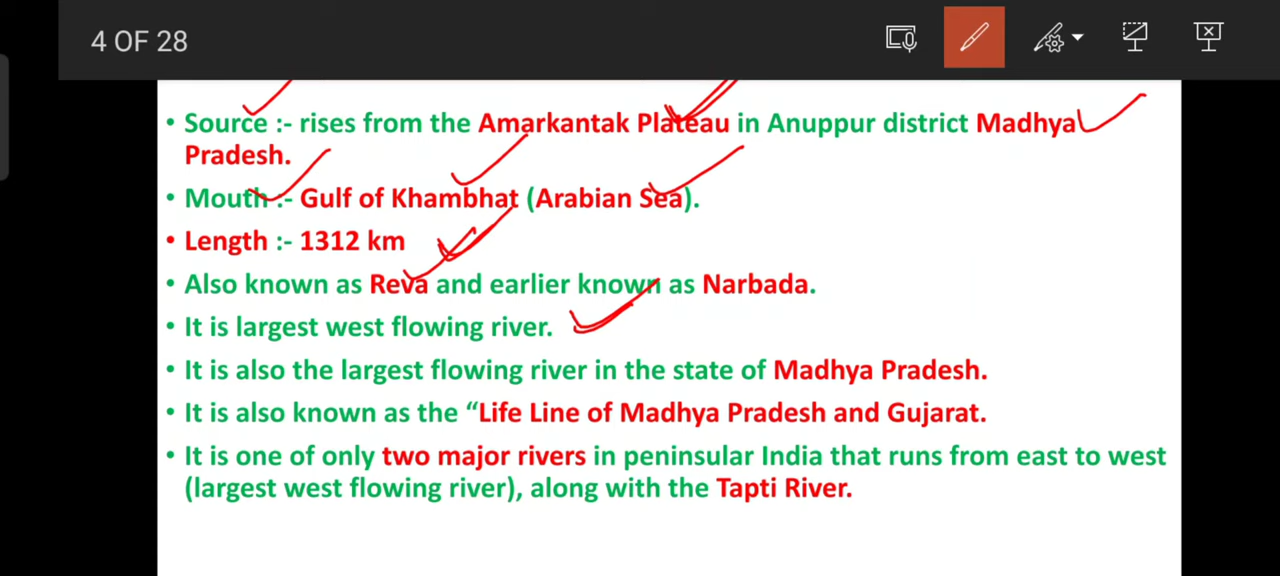 4 OF 28
• Source :- rises from the Amarkantak Plateau in Anuppur district Madhya
Pradesh.
• Mouth :- Gulf of Khambhat (Arabian Sea).
• Length :- 1312 km
• Also known as Reva and earlier known as Narbada.
• It is largest west flowing river.
• It is also the largest flowing river in the state of Madhya Pradesh.
• It is also known as the “Life Line of Madhya Pradesh and Gujarat.
• It is one of only two major rivers in peninsular India that runs from east to west
(largest west flowing river), along with the Tapti River.